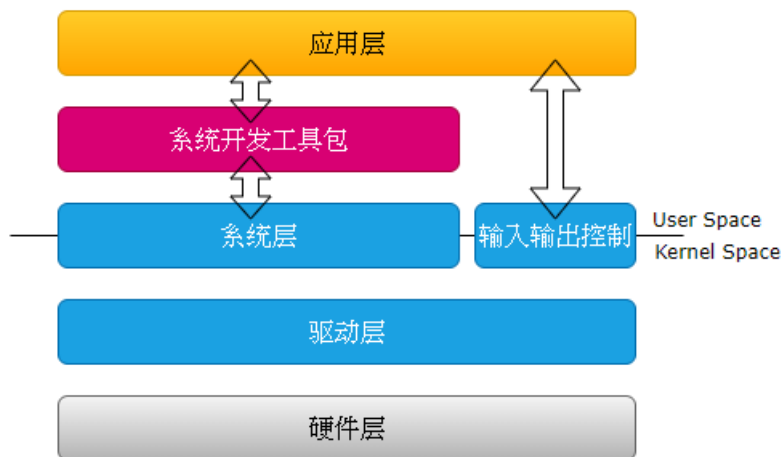 应用层
系统开发工具包
系统层
输入输出控制
User Space
Kernel Space
驱动层
硬件层